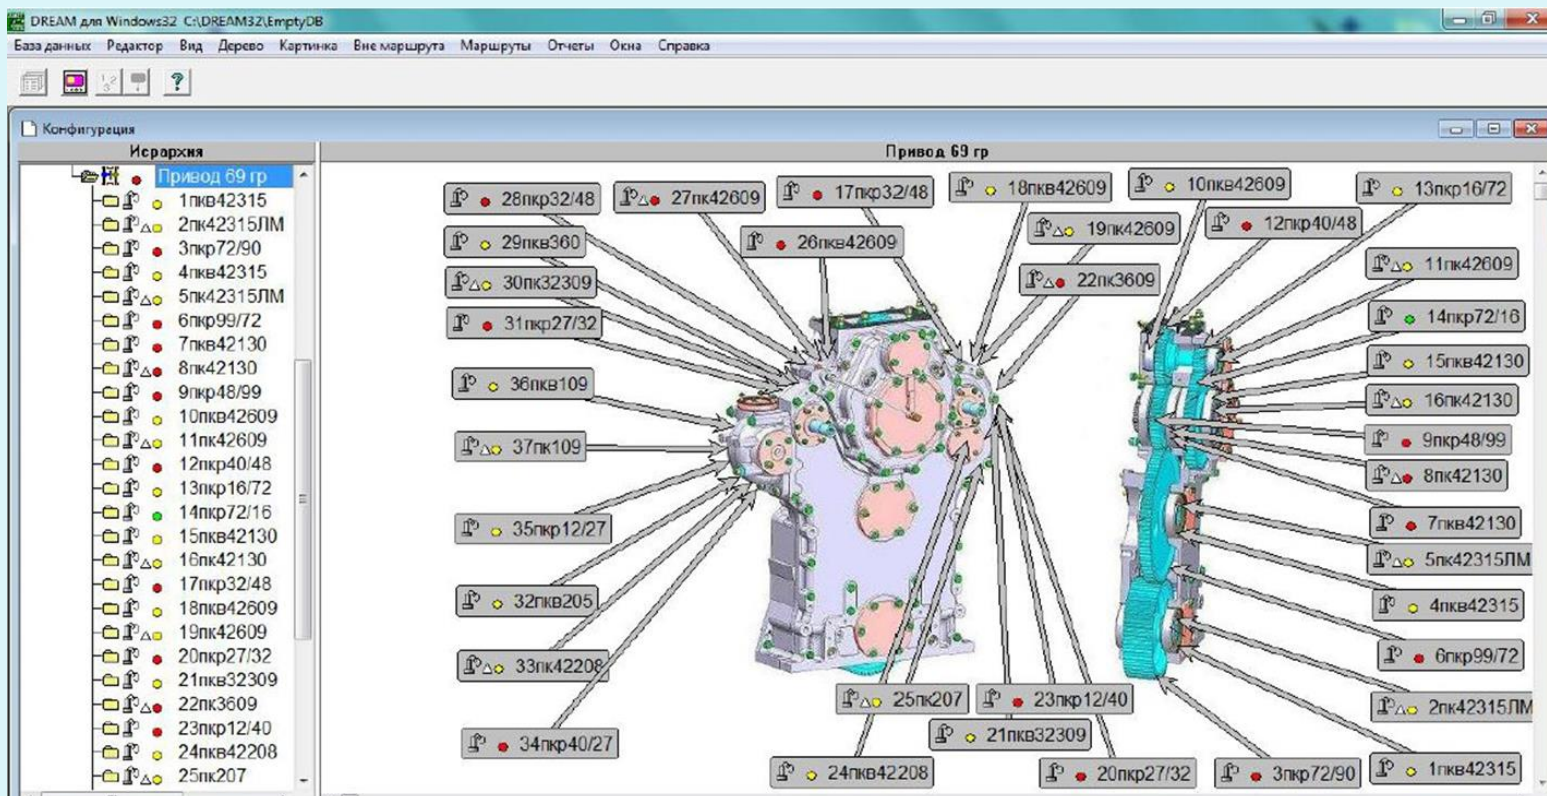 DREAM для Windows32 C:\DREAM32\EmptyDB
База данных Редактор Вид Дерево Картинка Вне маршрута Маршруты Отчеты Окна Справка
Конфигурация
Иерархия
Привод 69 гр
Привод 69 гр
1пкв42315
2пк42315ЛМ
3пкр72/90
4пкв42315
5пк42315ЛМ
6пкр99/72
7пкв42130
8пк42130
9пкр48/99
10пкв42609
11пк42609
12пкр40/48
13пкр16/72
14пкр72/16
15пкв42130
16пк42130
17пкр32/48
18пкв42609
19пк42609
20пкр27/32
21пкв32309
22пк3609
23пкр12/40
24пкв42208
25пк207
28пкр32/48
27пк42609
17пкр32/48
18пкв42609
10пкв42609
13пкр16/72
29пкв360
26пкв42609
19пк42609
12пкр40/48
30пк32309
22пк3609
11пк42609
31пкр27/32
14пкр72/16
36пкв109
15пкв42130
16пк42130
37пк109
9пкр48/99
8пк42130
35пкр12/27
7пкв42130
5пк42315ЛМ
32пкв205
4пкв42315
33пк42208
6пкр99/72
25пк207
23пкр12/40
2пк42315ЛМ
34пкр40/27
21пкв32309
24пкв42208
20пкр27/32
3пкр72/90
1пкв42315